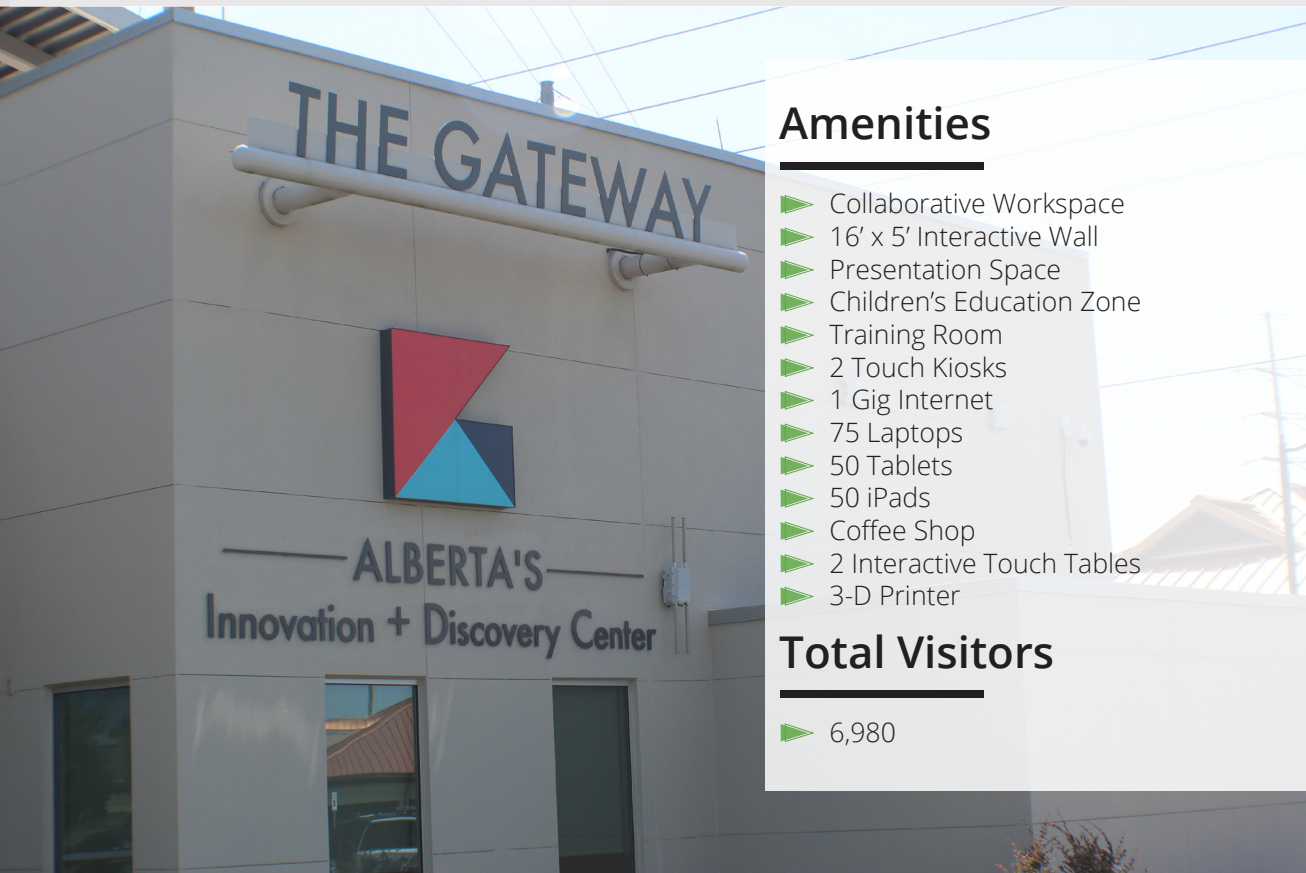 THE GATEWAY
ALBERTA'S
Innovation + Discovery Center
Amenities
Collaborative Workspace
16’ x 5’ Interactive Wall
Presentation Space
Children’s Education Zone
Training Room
2 Touch Kiosks
1 Gig Internet
75 Laptops
50 Tablets
50 iPads
Coffee Shop
2 Interactive Touch Tables
3-D Printer
Total Visitors
6,980